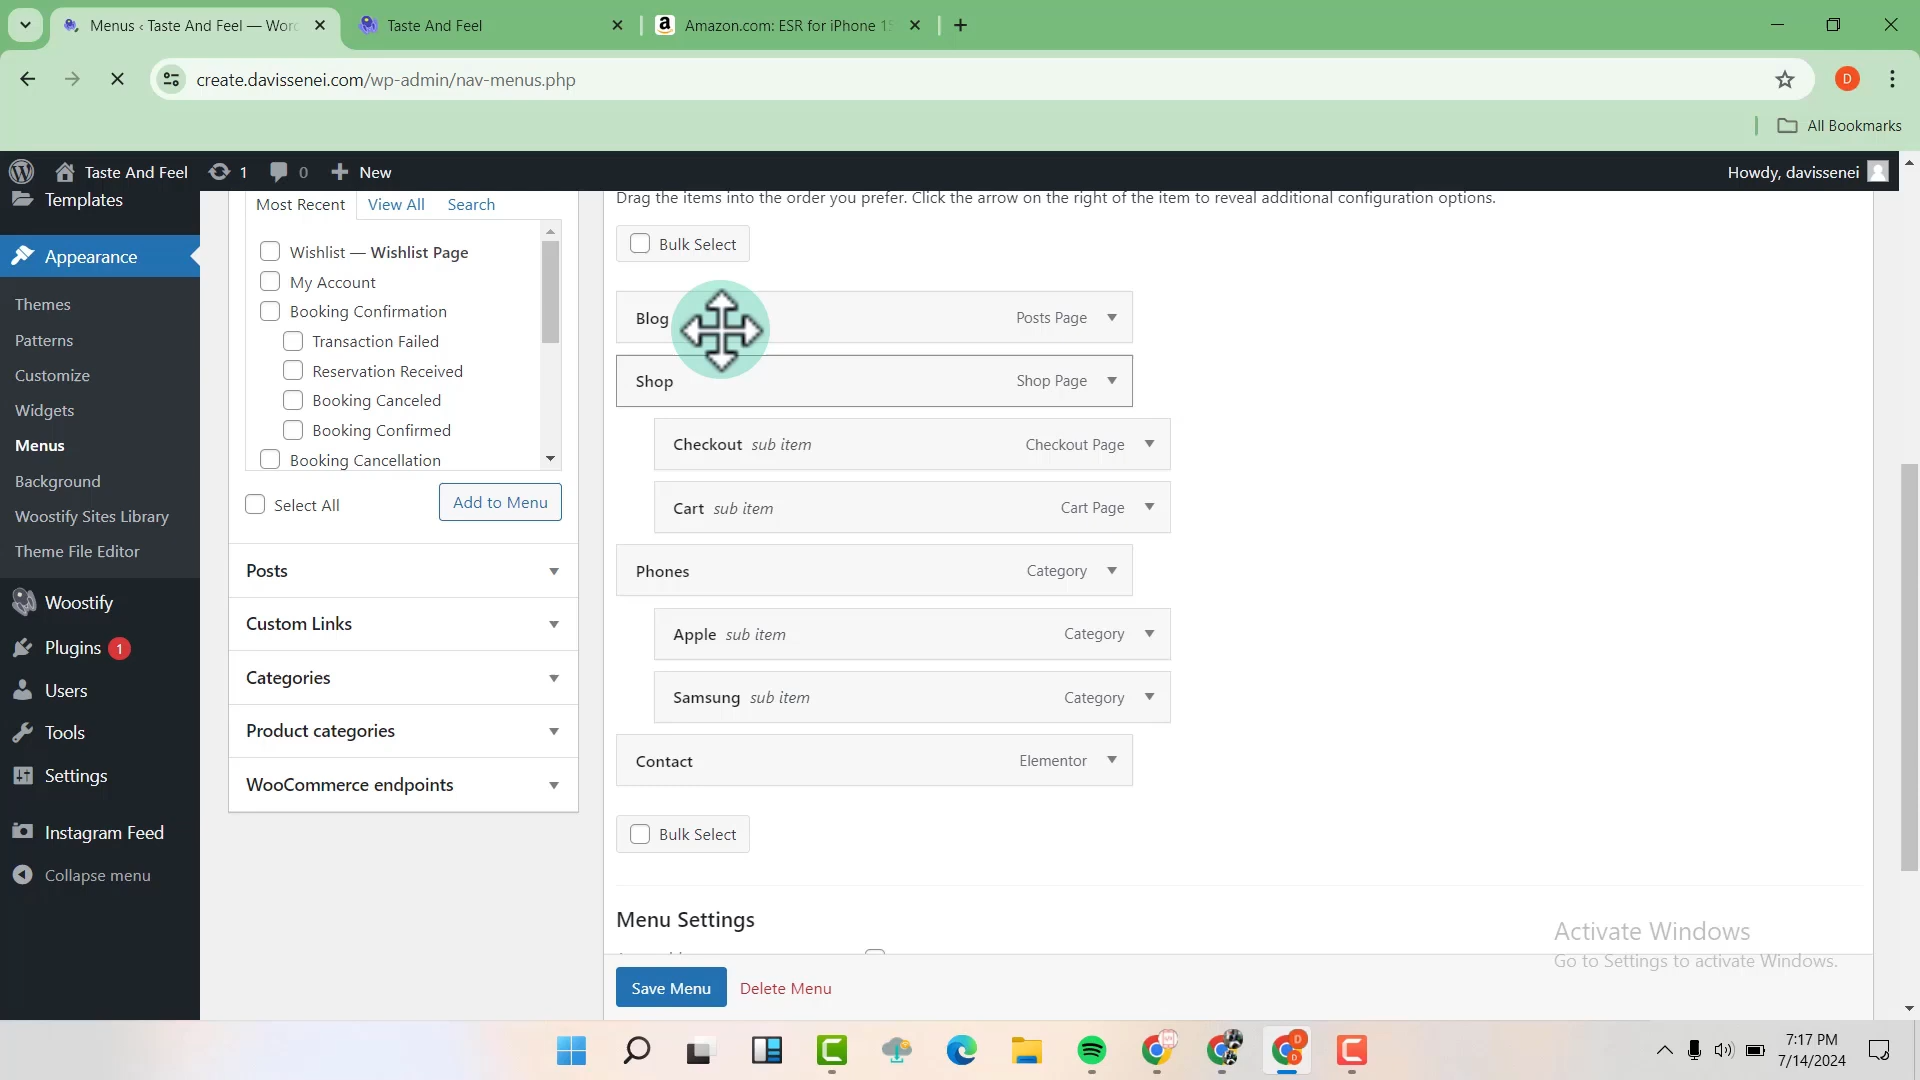 Menus ‹ Taste And Feel — Word
Taste And Feel
Amazon.com: ESR for iPhone 15
create.davissenei.com/wp-admin/nav-menus.php
D
All Bookmarks
Taste And Feel
1
0
New
Howdy, davissenei
Templates
Appearance
Themes
Patterns
Customize
Widgets
Menus
Background
Woostify Sites Library
Theme File Editor
Woostify
Plugins 1
Users
Tools
Settings
Instagram Feed
Collapse menu
Most Recent
View All
Search
Wishlist — Wishlist Page
My Account
Booking Confirmation
Transaction Failed
Reservation Received
Booking Canceled
Booking Confirmed
Booking Cancellation
Select All
Add to Menu
Posts
Custom Links
Categories
Product categories
WooCommerce endpoints
Drag the items into the order you prefer. Click the arrow on the right of the item to reveal additional configuration options.
Bulk Select
Blog Posts Page
Shop Shop Page
Checkout sub item Checkout Page
Cart sub item Cart Page
Phones Category
Apple sub item Category
Samsung sub item Category
Contact Elementor
Bulk Select
Menu Settings
Save Menu
Delete Menu
Activate Windows
Go to Settings to activate Windows.
7:17 PM
7/14/2024